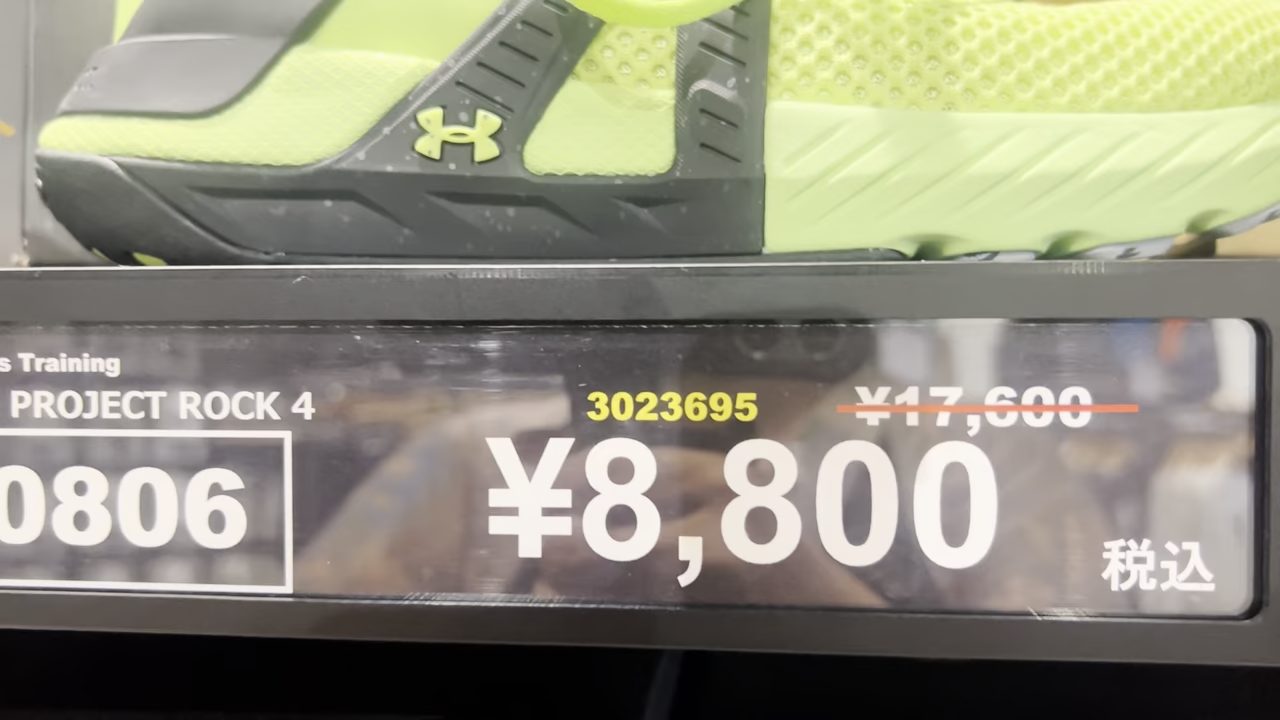 s Training
PROJECT ROCK 4
0806
3023695
¥17,600
¥8,800
税込